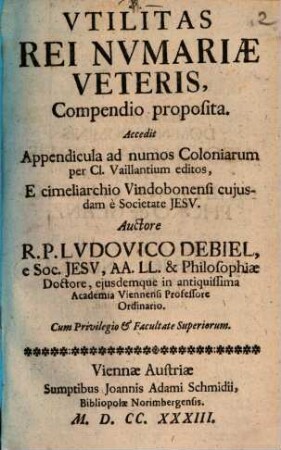 2
VTILITAS
REI NVMARIÆ
VETERIS,
Compendio proposita.
Accedit
Appendicula ad numos Coloniarum
per Cl. Vaillantium editos,
E cimeliarchio Vindobonensi cujus-
dam è Societate JESV.
Auctore
R. P. LVDOVICO DEBIEL,
e Soc. JESV, AA. LL. & Philosophiæ
Doctore, ejusdemque in antiquissima
Academia Viennensi Professore
Ordinario.
Cum Privilegio & Facultate Superiorum.
Viennæ Austriæ
Sumptibus Joannis Adami Schmidii,
Bibliopolæ Norimbergensis.
M. D. CC. XXXIII.